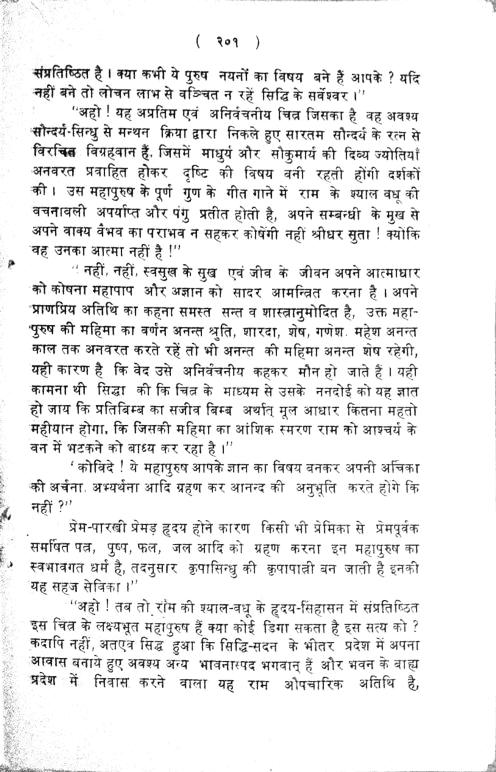 ( २०१ )
संप्रतिष्ठित है । क्या कभी ये पुरुष नयनों का विषय बने हैं आपके ? यदि
नहीं बने तो लोचन लाभ से वञ्चित न रहें सिद्धि के सर्वेश्वर ।"
"अहो ! यह अप्रतिम एवं अनिर्वचनीय चित्र जिसका है वह अवश्य
सौन्दर्य-सिन्धु से मन्थन क्रिया द्वारा निकले हुए सारतम सौन्दर्य के रत्न से
विरचित विग्रहवान हैं, जिसमें माधुर्य और सौकुमार्य की दिव्य ज्योतियाँ
अनवरत प्रवाहित होकर दृष्टि की विषय बनी रहती होंगी दर्शकों
की । उस महापुरुष के पूर्ण गुण के गीत गाने में राम के श्याल वधू की
वचनावली अपर्याप्त और पंगु प्रतीत होती है, अपने सम्बन्धी के मुख से
अपने वाक्य वैभव का पराभव न सहकर कोषेगी नहीं श्रीधर सुता ! क्योंकि
वह उनका आत्मा नहीं है !"
" नहीं, नहीं, स्वसुख के सुख एवं जीव के जीवन अपने आत्माधार
को कोषना महापाप और अज्ञान को सादर आमन्त्रित करना है । अपने
प्राणप्रिय अतिथि का कहना समस्त सन्त व शास्त्रानुमोदित है, उक्त महा-
पुरुष की महिमा का वर्णन अनन्त श्रुति, शारदा, शेष, गणेश. महेश अनन्त
काल तक अनवरत करते रहें तो भी अनन्त की महिमा अनन्त शेष रहेगी,
यही कारण है कि वेद उसे अनिर्वचनीय कहकर मौन हो जाते हैं । यही
कामना थी सिद्धा की कि चित्र के माध्यम से उसके ननदोई को यह ज्ञात
हो जाय कि प्रतिबिम्ब का सजीव बिम्ब अर्थात् मूल आधार कितना महतो
महीयान होगा, कि जिसकी महिमा का आंशिक स्मरण राम को आश्चर्य के
वन में भटकने को बाध्य कर रहा है ।"
'कोविदे ! ये महापुरुष आपके ज्ञान का विषय बनकर अपनी अर्चिका
की अर्चना. अभ्यर्थना आदि ग्रहण कर आनन्द की अनुभूति करते होगे कि
नहीं ?"
प्रेम-पारखी प्रेमड़ हृदय होने कारण किसी भी प्रेमिका से प्रेमपूर्वक
समर्पित पत्र, पुष्प, फल, जल आदि को ग्रहण करना इन महापुरुष का
स्वभावगत धर्म है, तदनुसार कृपासिन्धु की कृपापात्री बन जाती है इनकी
यह सहज सेविका ।"
"अहो ! तब तो राम की श्याल-वधू के हृदय-सिंहासन में संप्रतिष्ठित
इस चित्र के लक्ष्यभूत महापुरुष हैं क्या कोई डिगा सकता है इस सत्य को ?
कदापि नहीं, अतएव सिद्ध हुआ कि सिद्धि-सदन के भीतर प्रदेश में अपना
आवास बनाये हुए अवश्य अन्य भावनास्पद भगवान् हैं और भवन के बाह्य
प्रदेश में निवास करने वाला यह राम औपचारिक अतिथि है,